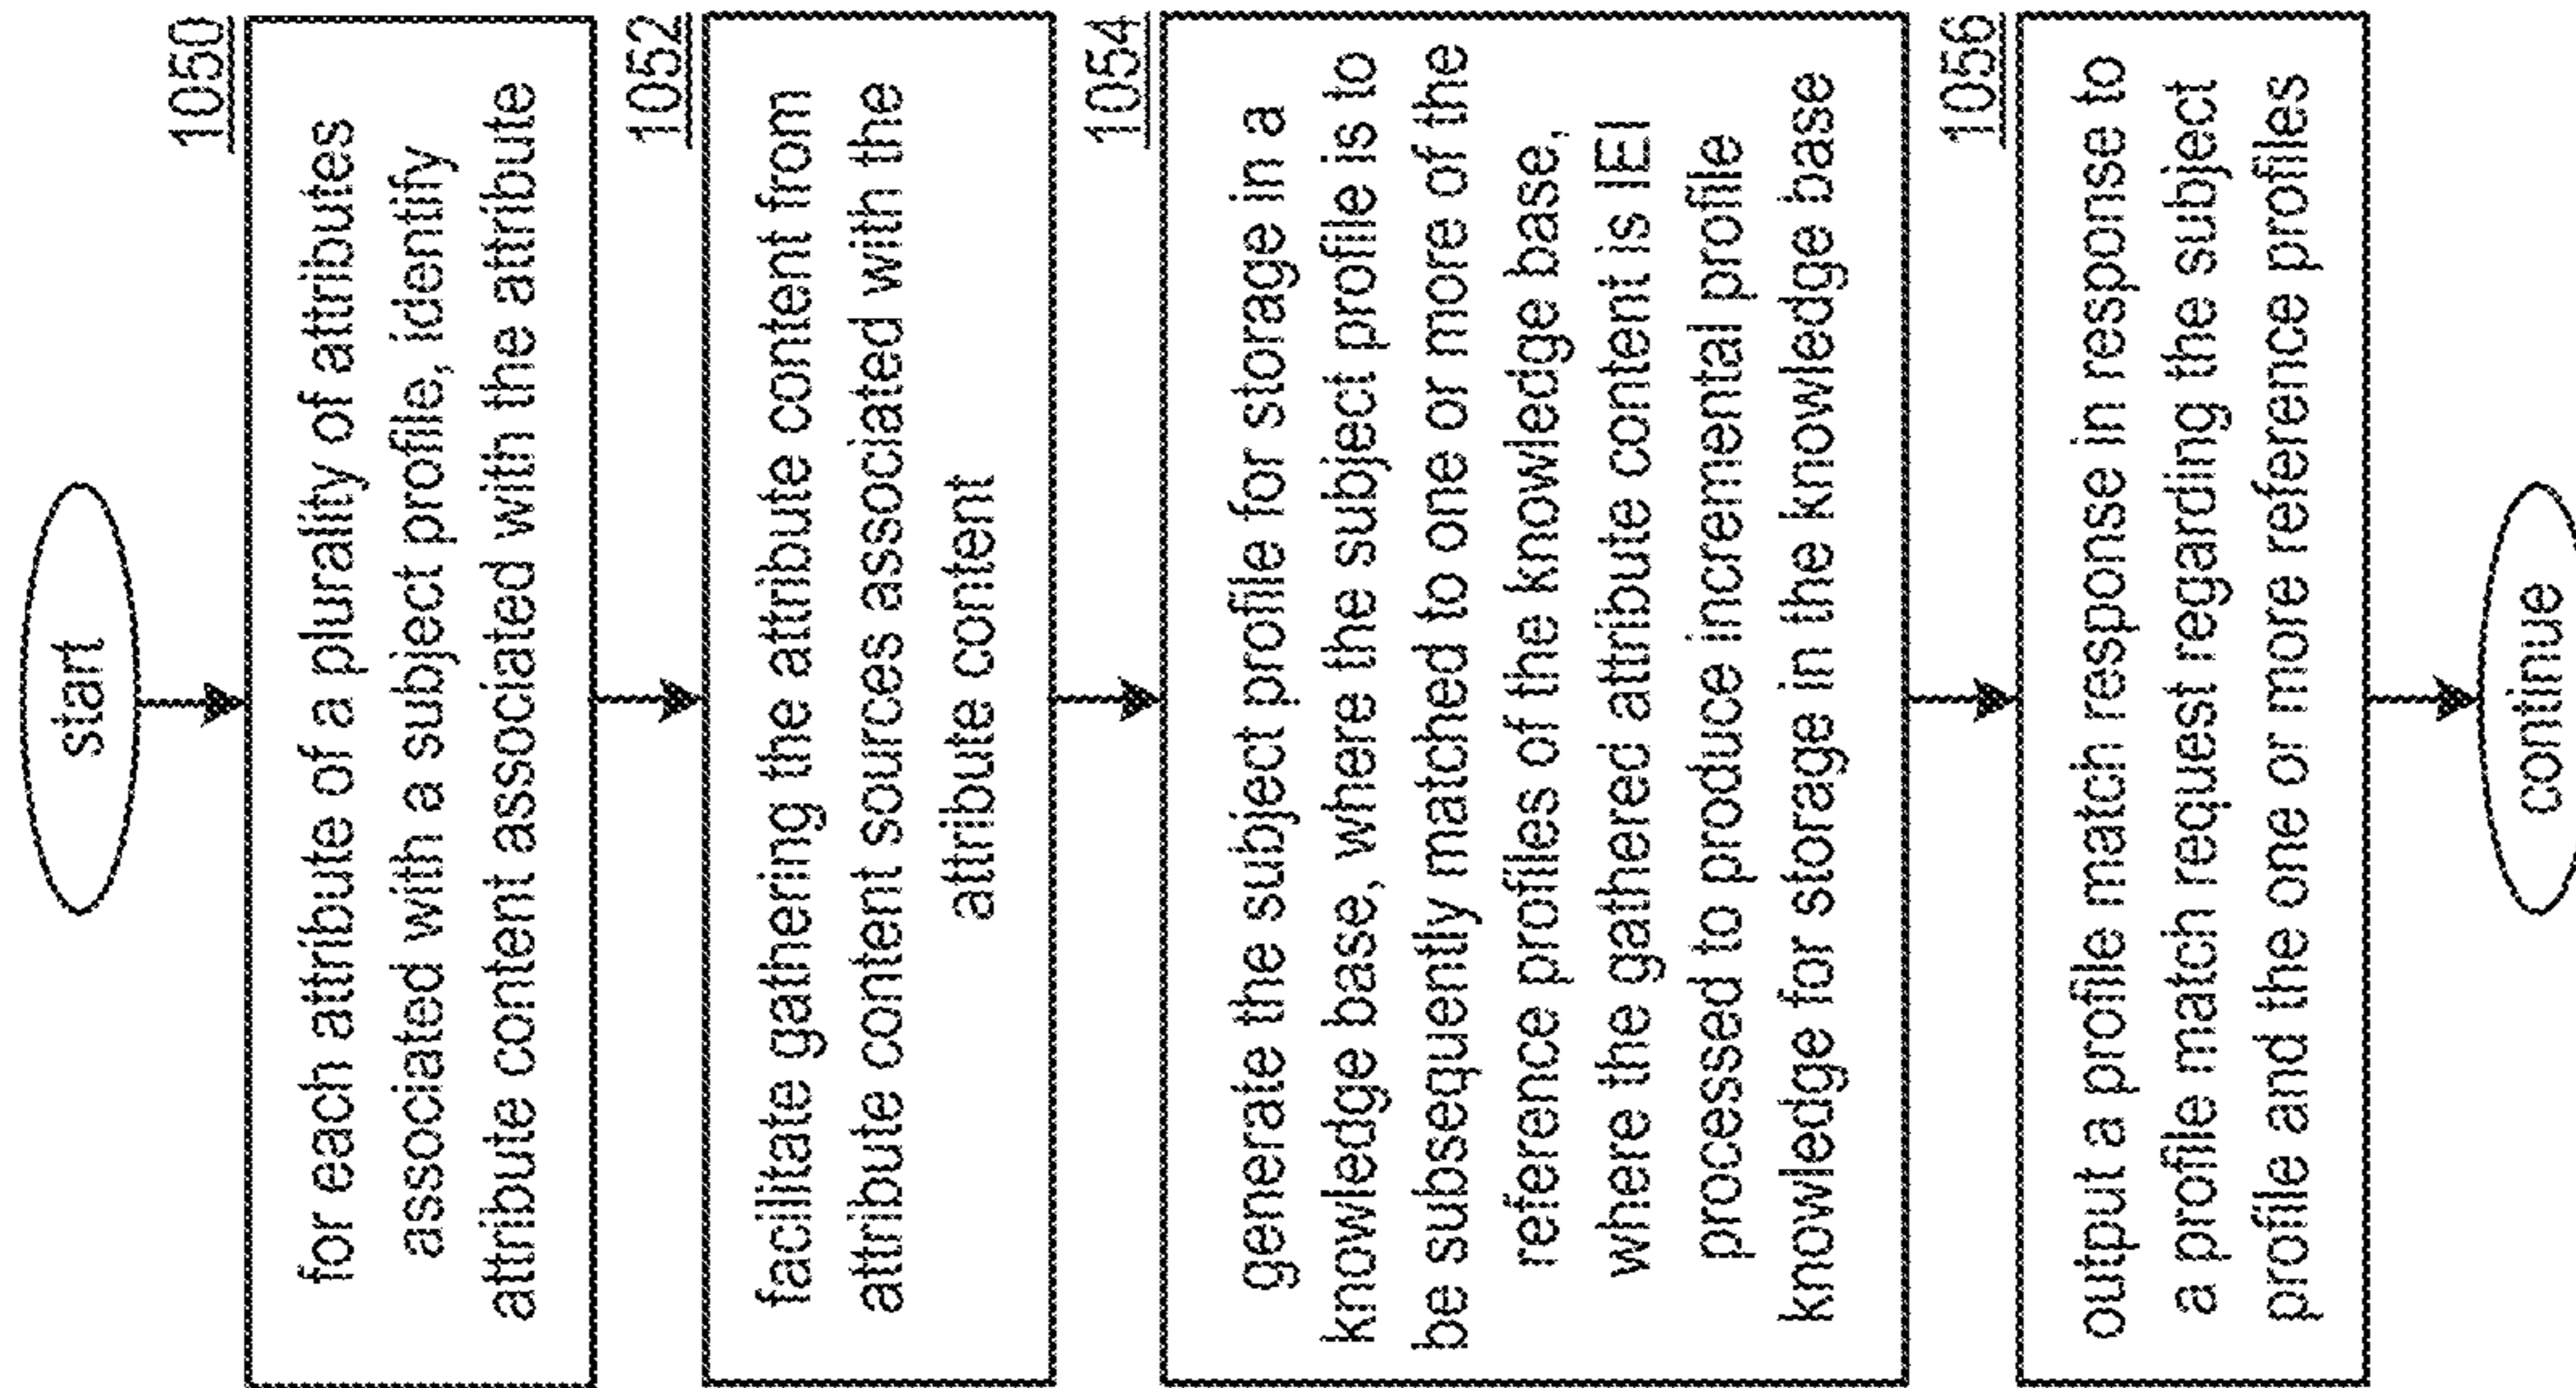 start
1050
for each attribute of a plurality of attributes
associated with a subject profile, identify
attribute content associated with the attribute
1052
facilitate gathering the attribute content from
attribute content sources associated with the
attribute content
1054
generate the subject profile for storage in a
knowledge base, where the subject profile is to
be subsequently matched to one or more of the
reference profiles of the knowledge base,
where the gathered attribute content is IEI
processed to produce incremental profile
knowledge for storage in the knowledge base
1056
output a profile match response in response to
a profile match request regarding the subject
profile and the one or more reference profiles
continue